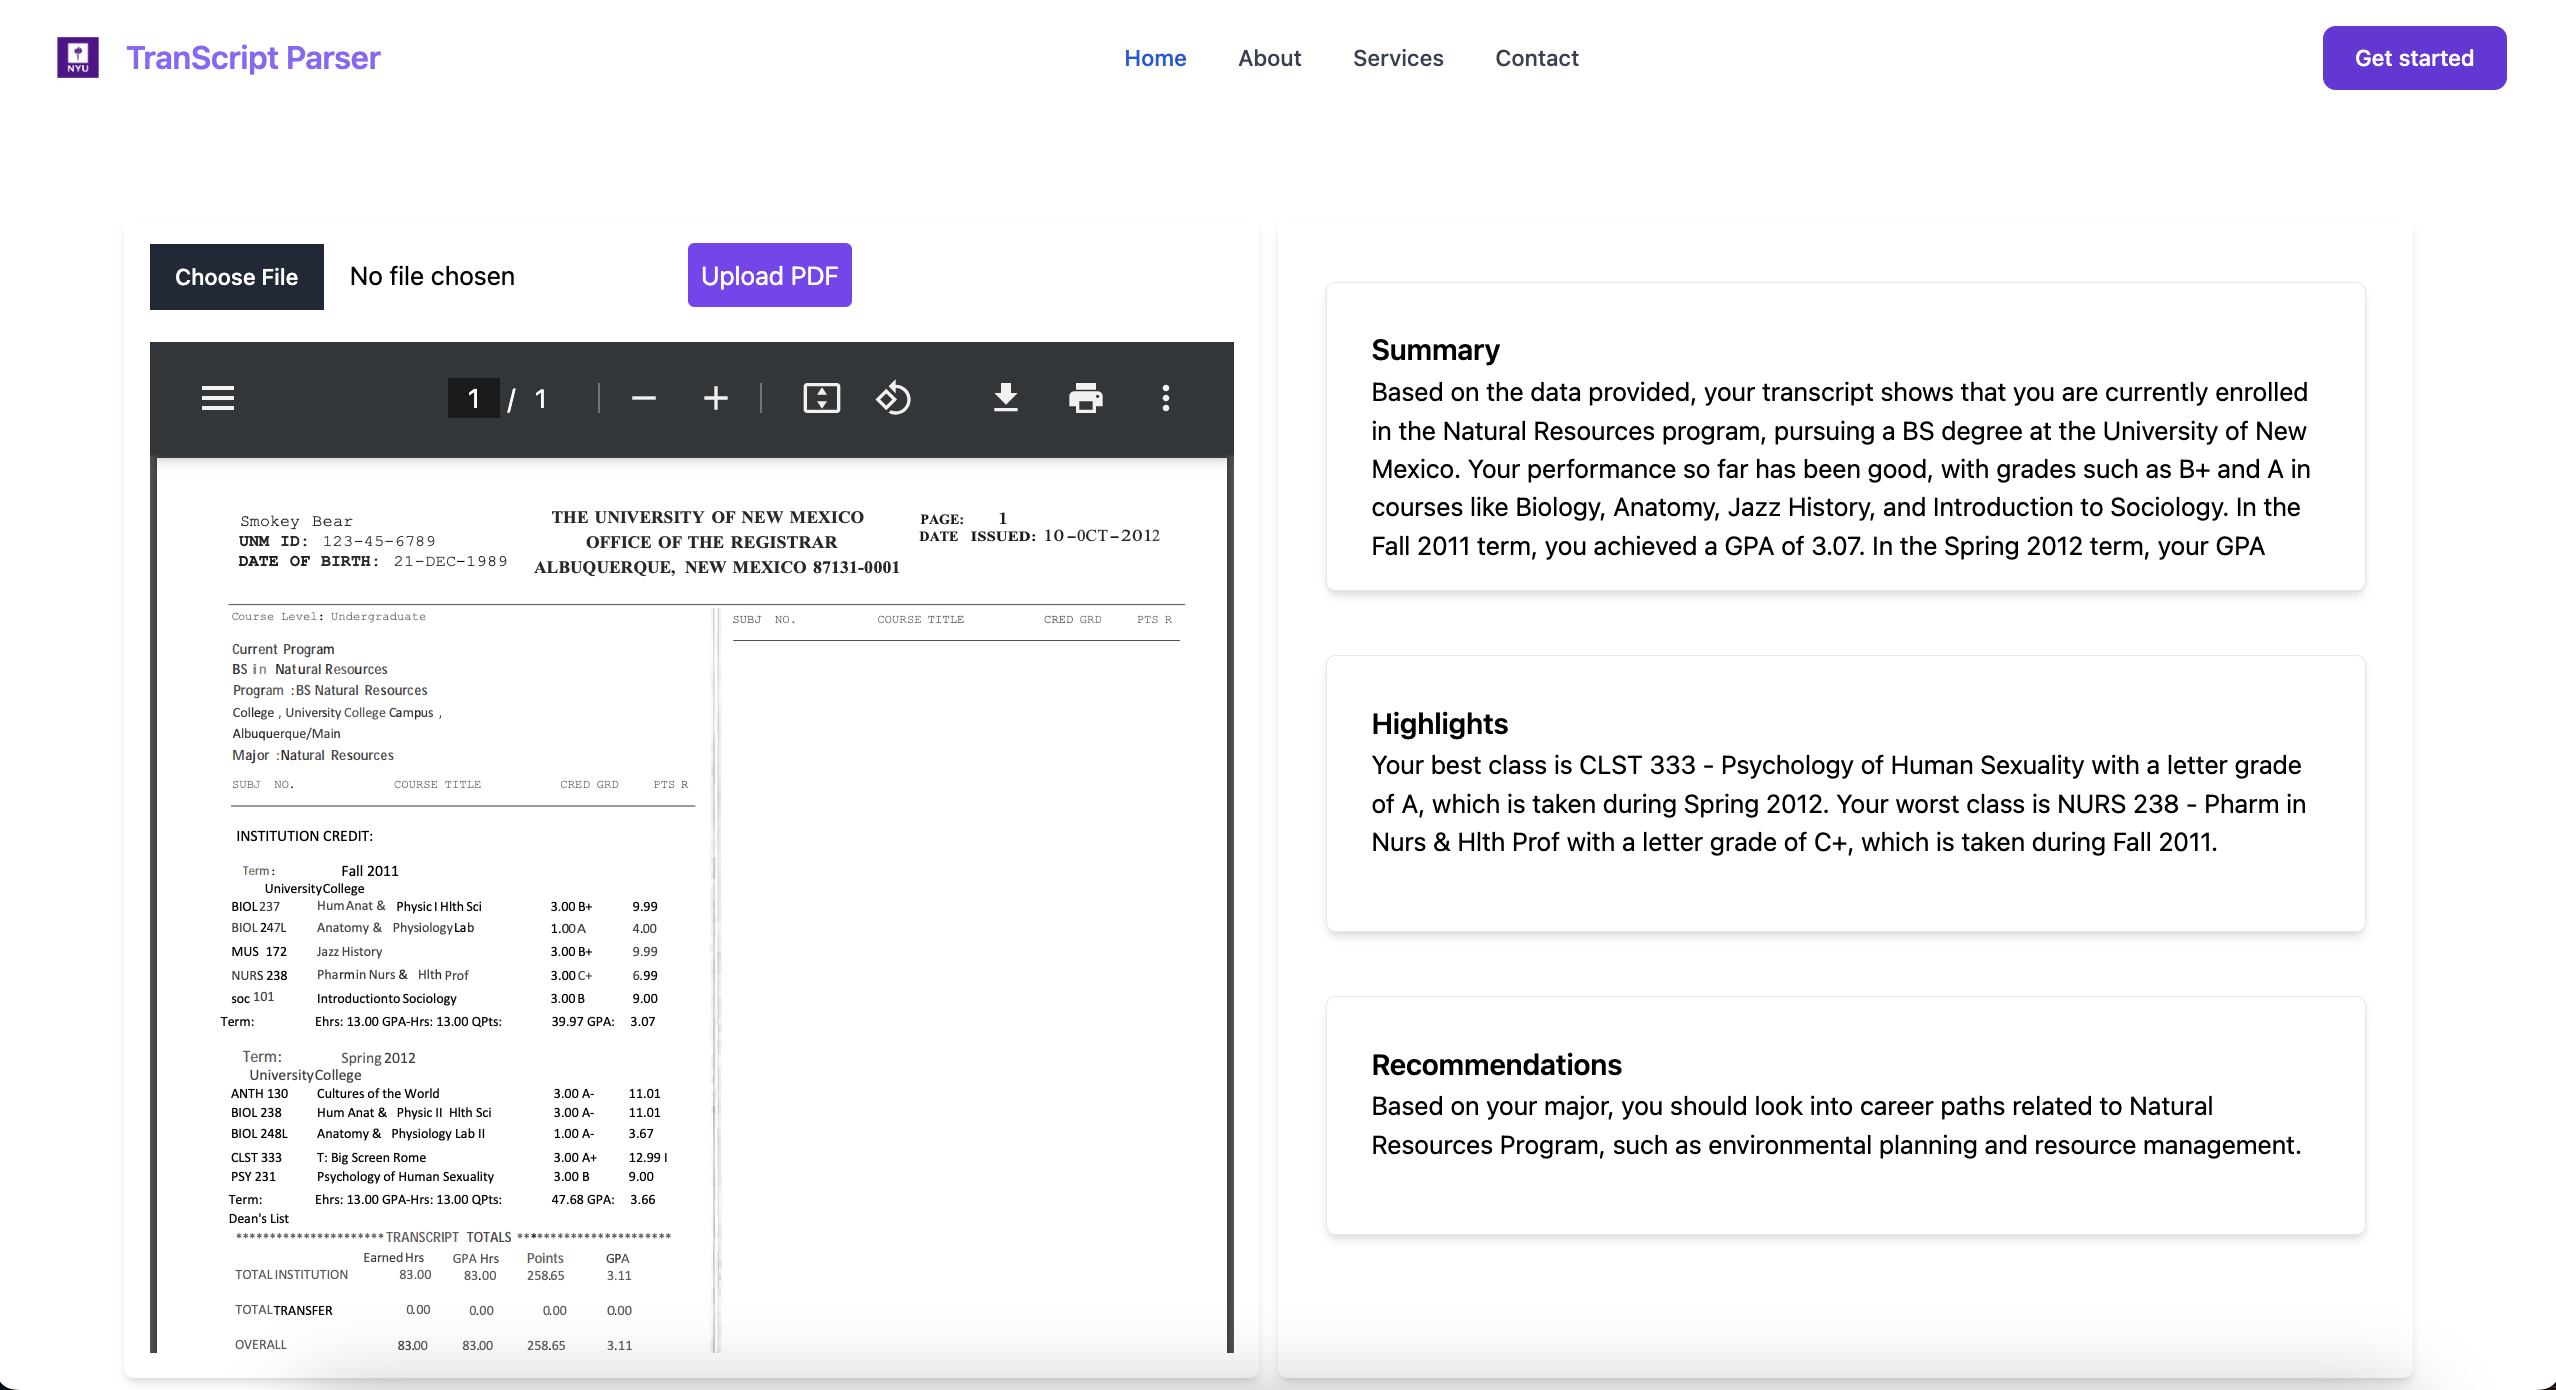 NYU
TranScript Parser
Home
About
Services
Contact
Get started
Choose File
No file chosen
Upload PDF
1 / 1
Smokey Bear
UNM ID: 123-45-6789
DATE OF BIRTH: 21-DEC-1989
THE UNIVERSITY OF NEW MEXICO
OFFICE OF THE REGISTRAR
ALBUQUERQUE, NEW MEXICO 87131-0001
PAGE: 1
DATE ISSUED: 10-0CT-2012
Course Level: Undergraduate
Current Program
BS in Natural Resources
Program :BS Natural Resources
College , University College Campus ,
Albuquerque/Main
Major :Natural Resources
SUBJ NO. COURSE TITLE CRED GRD PTS R
INSTITUTION CREDIT:
Term: Fall 2011
UniversityCollege
BIOL237 HumAnat & Physic I Hlth Sci 3.00 B+ 9.99
BIOL 247L Anatomy & PhysiologyLab 1.00A 4.00
MUS 172 Jazz History 3.00 B+ 9.99
NURS 238 Pharmin Nurs & Hlth Prof 3.00 C+ 6.99
soc 101 Introductionto Sociology 3.00 B 9.00
Term: Ehrs: 13.00 GPA-Hrs: 13.00 QPts: 39.97 GPA: 3.07
Term: Spring 2012
UniversityCollege
ANTH 130 Cultures of the World 3.00 A- 11.01
BIOL 238 Hum Anat & Physic II Hlth Sci 3.00 A- 11.01
BIOL 248L Anatomy & Physiology Lab II 1.00 A- 3.67
CLST 333 T: Big Screen Rome 3.00 A+ 12.99 I
PSY 231 Psychology of Human Sexuality 3.00 B 9.00
Term: Ehrs: 13.00 GPA-Hrs: 13.00 QPts: 47.68 GPA: 3.66
Dean's List
**********************TRANSCRIPT TOTALS ***********************
Earned Hrs GPA Hrs Points GPA
TOTAL INSTITUTION 83.00 83.00 258.65 3.11
TOTALTRANSFER 0.00 0.00 0.00 0.00
OVERALL 83.00 83.00 258.65 3.11
SUBJ NO. COURSE TITLE CRED GRD PTS R
Summary
Based on the data provided, your transcript shows that you are currently enrolled
in the Natural Resources program, pursuing a BS degree at the University of New
Mexico. Your performance so far has been good, with grades such as B+ and A in
courses like Biology, Anatomy, Jazz History, and Introduction to Sociology. In the
Fall 2011 term, you achieved a GPA of 3.07. In the Spring 2012 term, your GPA
Highlights
Your best class is CLST 333 - Psychology of Human Sexuality with a letter grade
of A, which is taken during Spring 2012. Your worst class is NURS 238 - Pharm in
Nurs & Hlth Prof with a letter grade of C+, which is taken during Fall 2011.
Recommendations
Based on your major, you should look into career paths related to Natural
Resources Program, such as environmental planning and resource management.